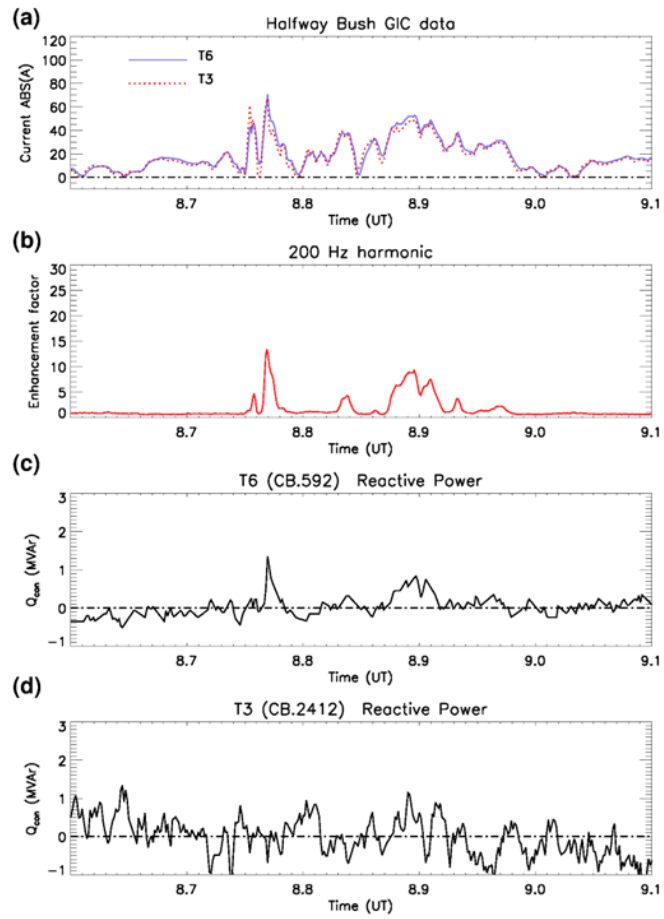 (a)
Halfway Bush GIC data
Current ABS(A)
120
100
80
60
40
20
0
T6
T3
8.7 8.8 8.9 9.0 9.1
Time (UT)
(b)
200 Hz harmonic
Enhancement factor
30
25
20
15
10
5
0
8.7 8.8 8.9 9.0 9.1
Time (UT)
(c)
T6 (CB.592) Reactive Power
Qcon (MVAr)
3
2
1
0
-1
8.7 8.8 8.9 9.0 9.1
Time (UT)
(d)
T3 (CB.2412) Reactive Power
Qcon (MVAr)
3
2
1
0
-1
8.7 8.8 8.9 9.0 9.1
Time (UT)